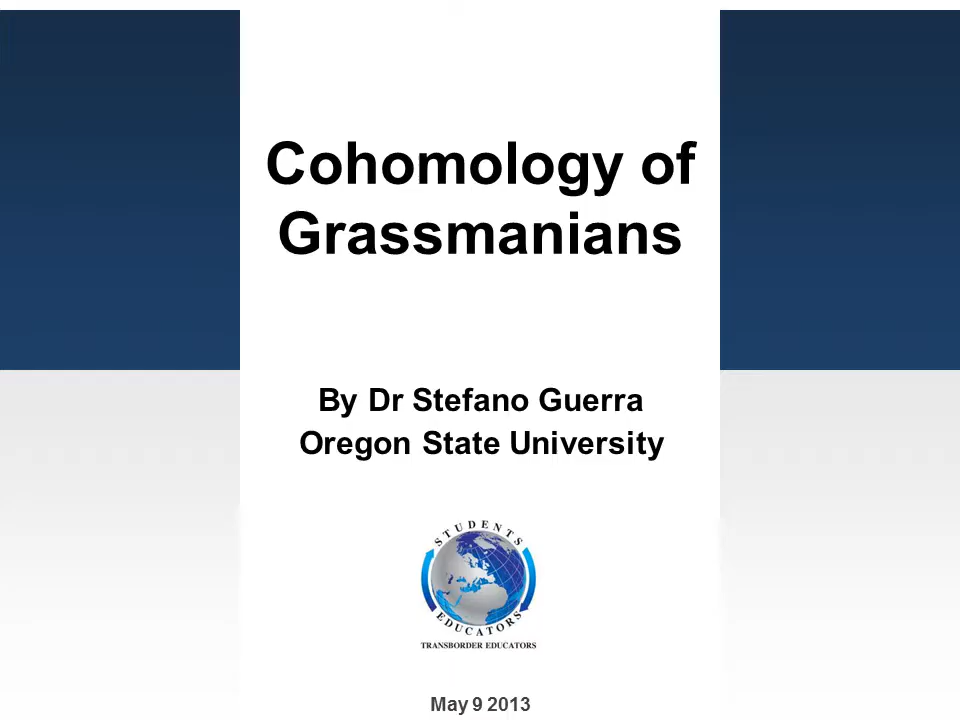 Cohomology of
Grassmanians
By Dr Stefano Guerra
Oregon State University
STUDENTS
EDUCATORS
TRANSBORDER EDUCATORS
May 9 2013